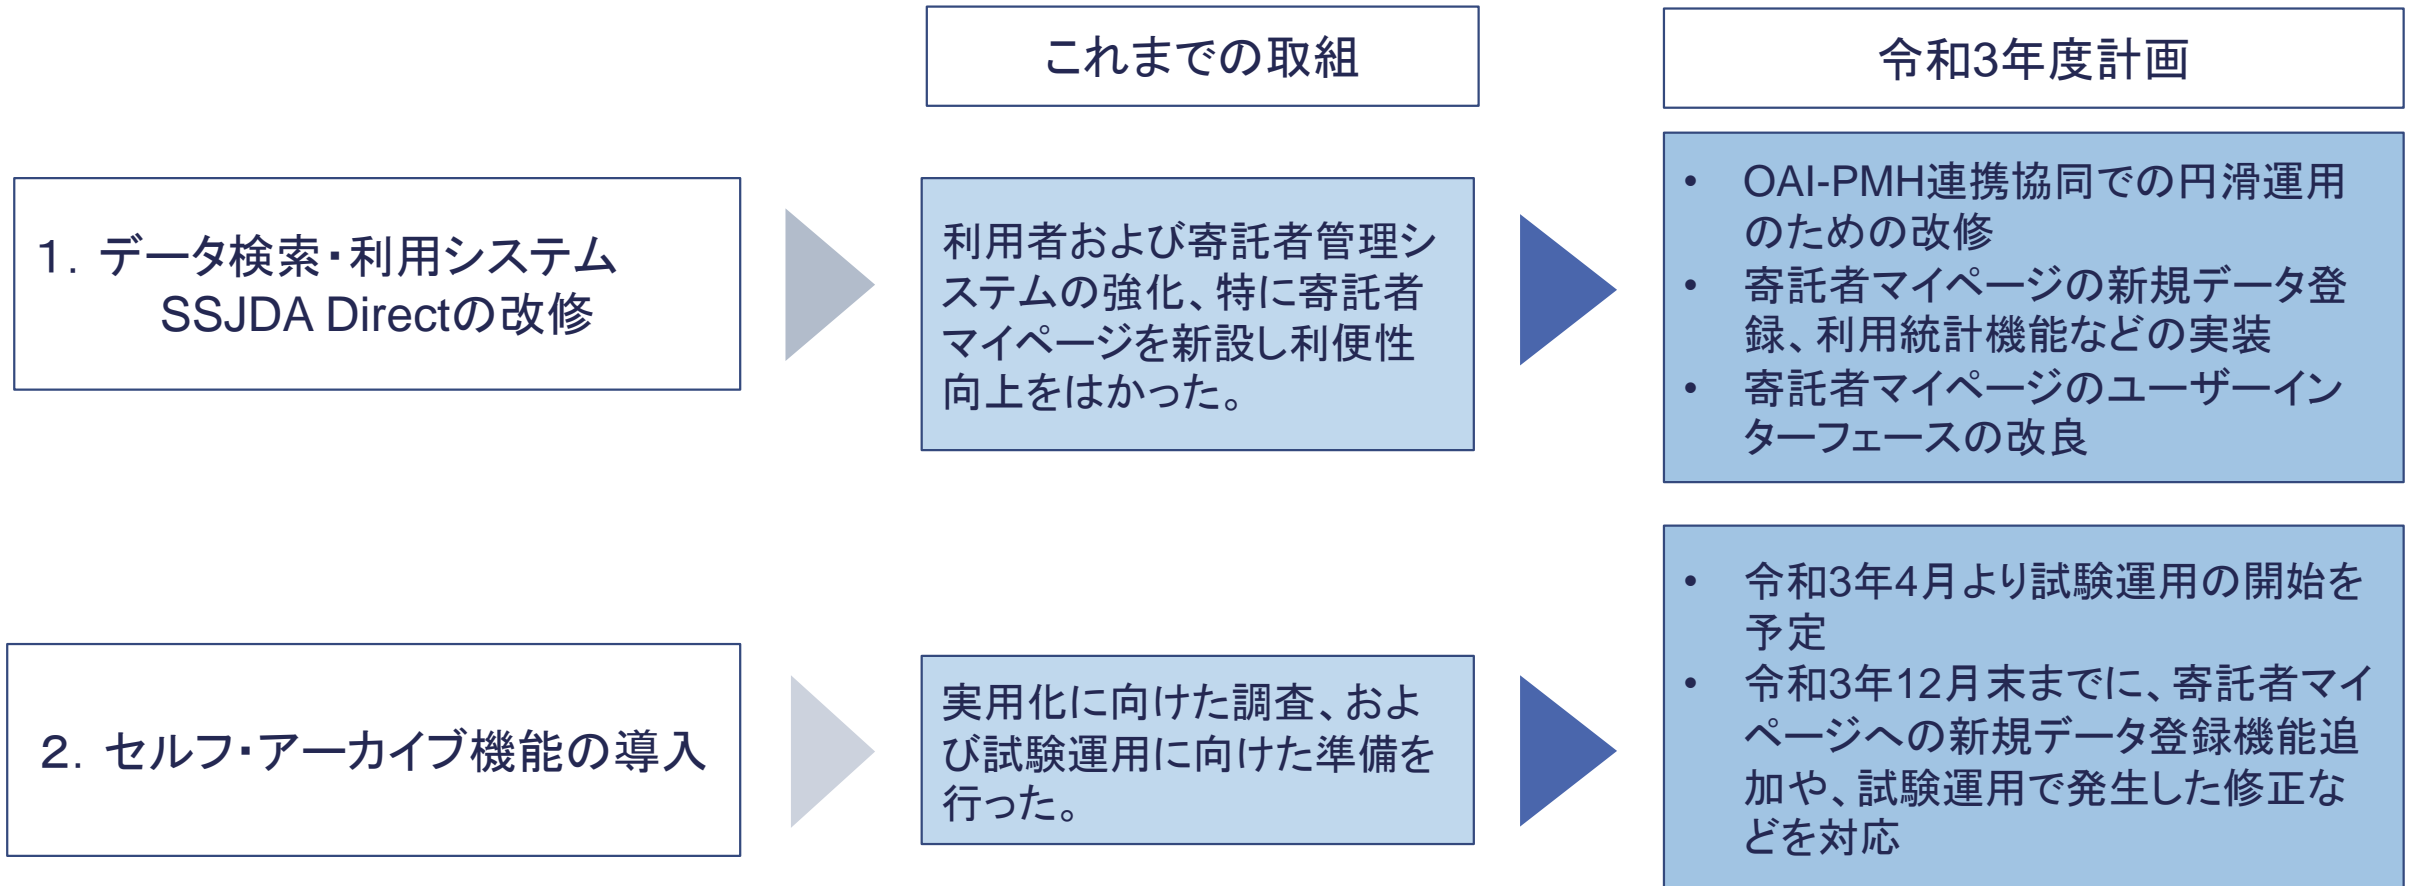 これまでの取組
令和3年度計画
１．データ検索・利用システム
SSJDA Directの改修
利用者および寄託者管理シ
ステムの強化、特に寄託者
マイページを新設し利便性
向上をはかった。
• OAI-PMH連携協同での円滑運用
のための改修
• 寄託者マイページの新規データ登
録、利用統計機能などの実装
• 寄託者マイページのユーザーイン
ターフェースの改良
２．セルフ・アーカイブ機能の導入
実用化に向けた調査、およ
び試験運用に向けた準備を
行った。
• 令和3年4月より試験運用の開始を
予定
• 令和3年12月末までに、寄託者マイ
ページへの新規データ登録機能追
加や、試験運用で発生した修正な
どを対応